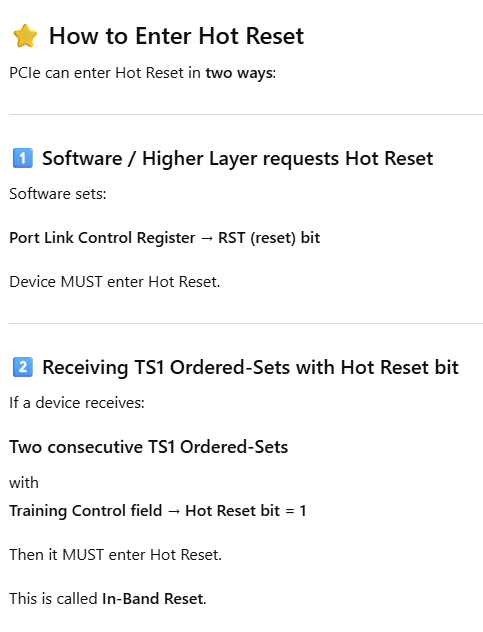 ⭐ How to Enter Hot Reset
PCIe can enter Hot Reset in two ways:
1️⃣ Software / Higher Layer requests Hot Reset
Software sets:
Port Link Control Register → RST (reset) bit
Device MUST enter Hot Reset.
2️⃣ Receiving TS1 Ordered-Sets with Hot Reset bit
If a device receives:
Two consecutive TS1 Ordered-Sets
with
Training Control field → Hot Reset bit = 1
Then it MUST enter Hot Reset.
This is called In-Band Reset.